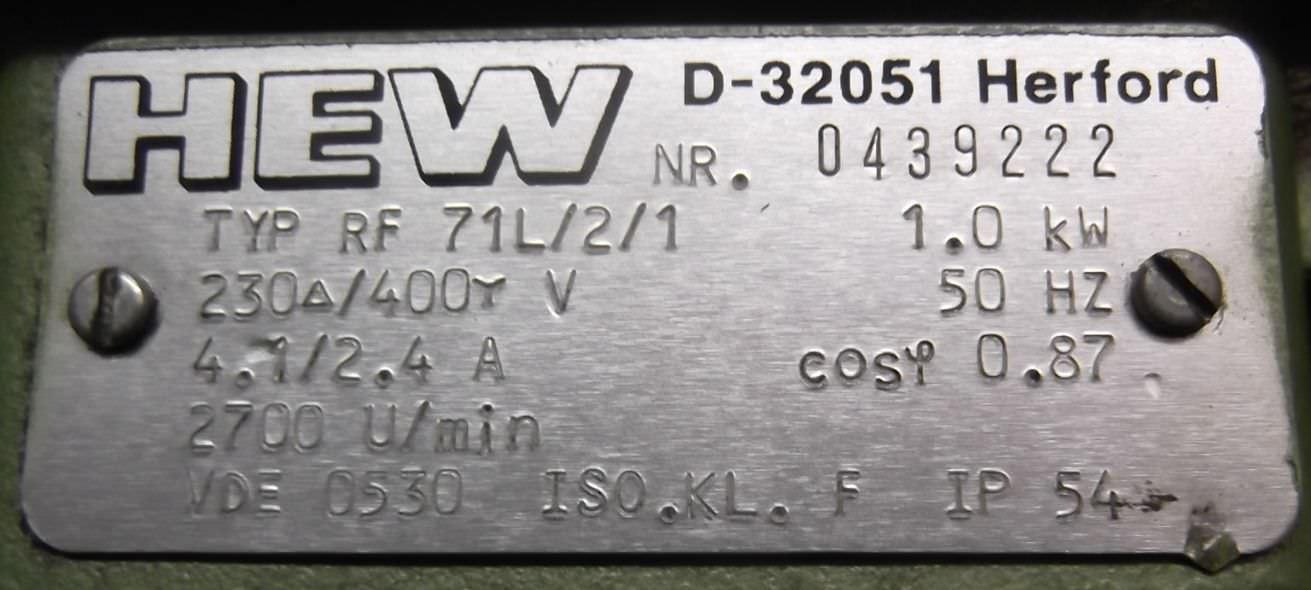 HEW D-32051 Herford
NR. 0439222
TYP RF 71L/2/1 1.0 kW
230△/400Y V 50 HZ
4.1/2.4 A cosφ 0.87
2700 U/min
VDE 0530 ISO.KL. F IP 54